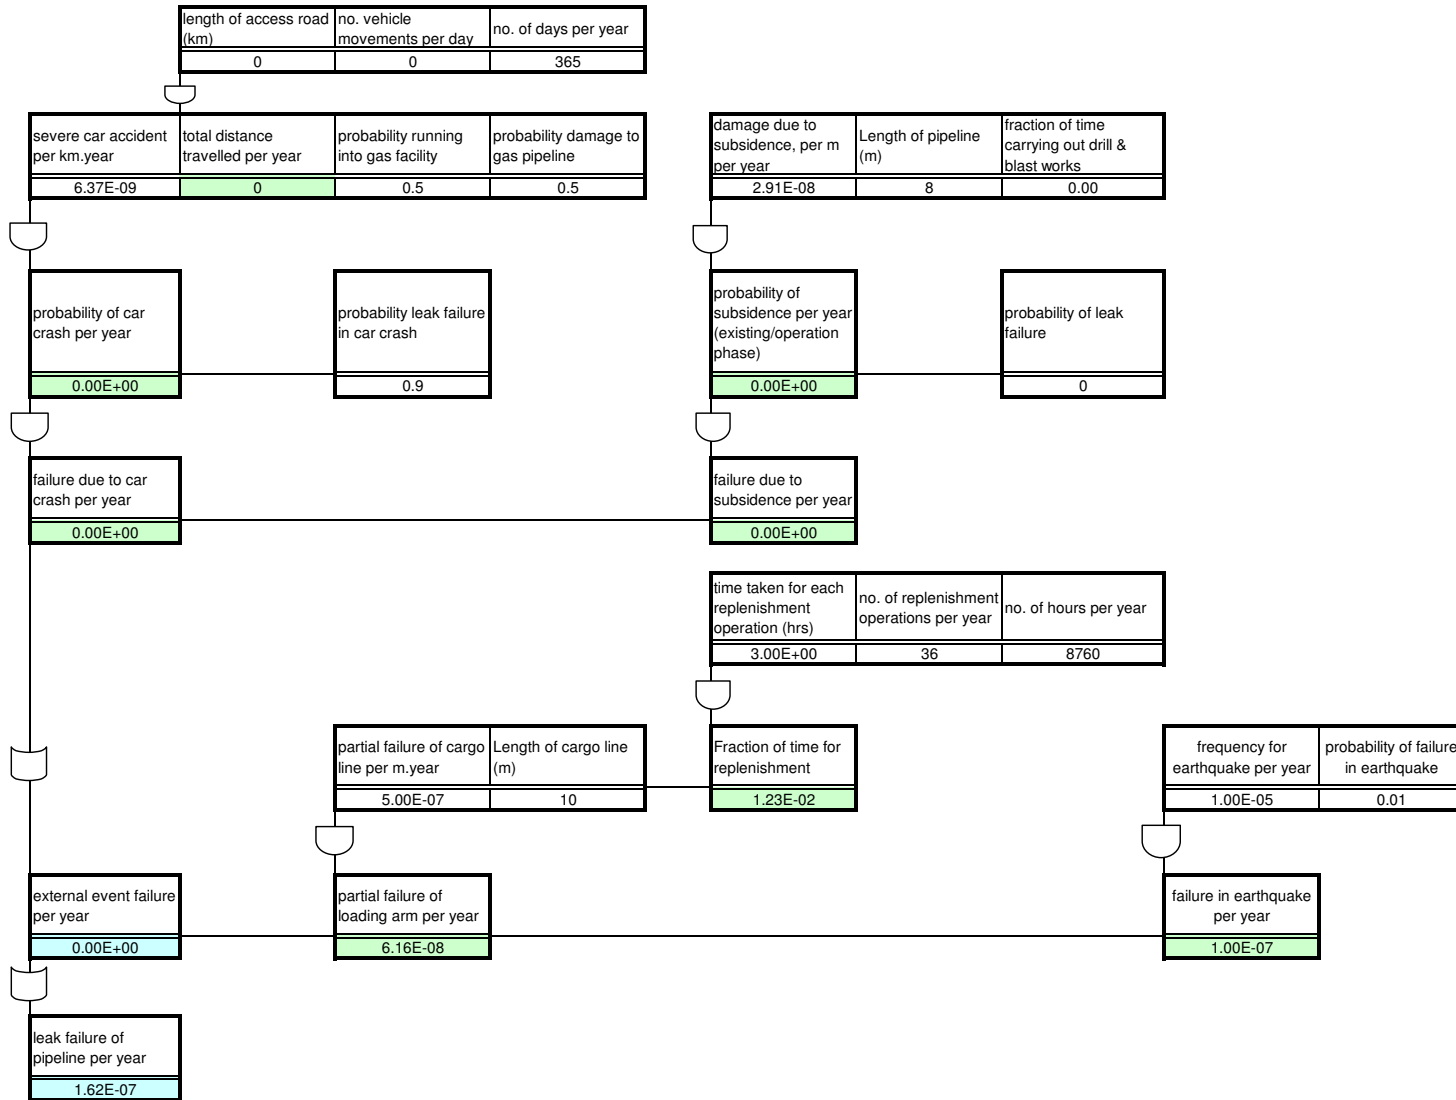 length of access road
(km)
no. vehicle
movements per day
no. of days per year
0
0
365
severe car accident
per km.year
total distance
travelled per year
probability running
into gas facility
probability damage to
gas pipeline
6.37E-09
0
0.5
0.5
damage due to
subsidence, per m
per year
Length of pipeline
(m)
fraction of time
carrying out drill &
blast works
2.91E-08
8
0.00
probability of car
crash per year
0.00E+00
probability leak failure
in car crash
0.9
probability of
subsidence per year
(existing/operation
phase)
0.00E+00
probability of leak
failure
0
failure due to car
crash per year
0.00E+00
failure due to
subsidence per year
0.00E+00
time taken for each
replenishment
operation (hrs)
no. of replenishment
operations per year
no. of hours per year
3.00E+00
36
8760
partial failure of cargo
line per m.year
Length of cargo line
(m)
5.00E-07
10
Fraction of time for
replenishment
1.23E-02
frequency for
earthquake per year
probability of failure
in earthquake
1.00E-05
0.01
external event failure
per year
0.00E+00
partial failure of
loading arm per year
6.16E-08
failure in earthquake
per year
1.00E-07
leak failure of
pipeline per year
1.62E-07